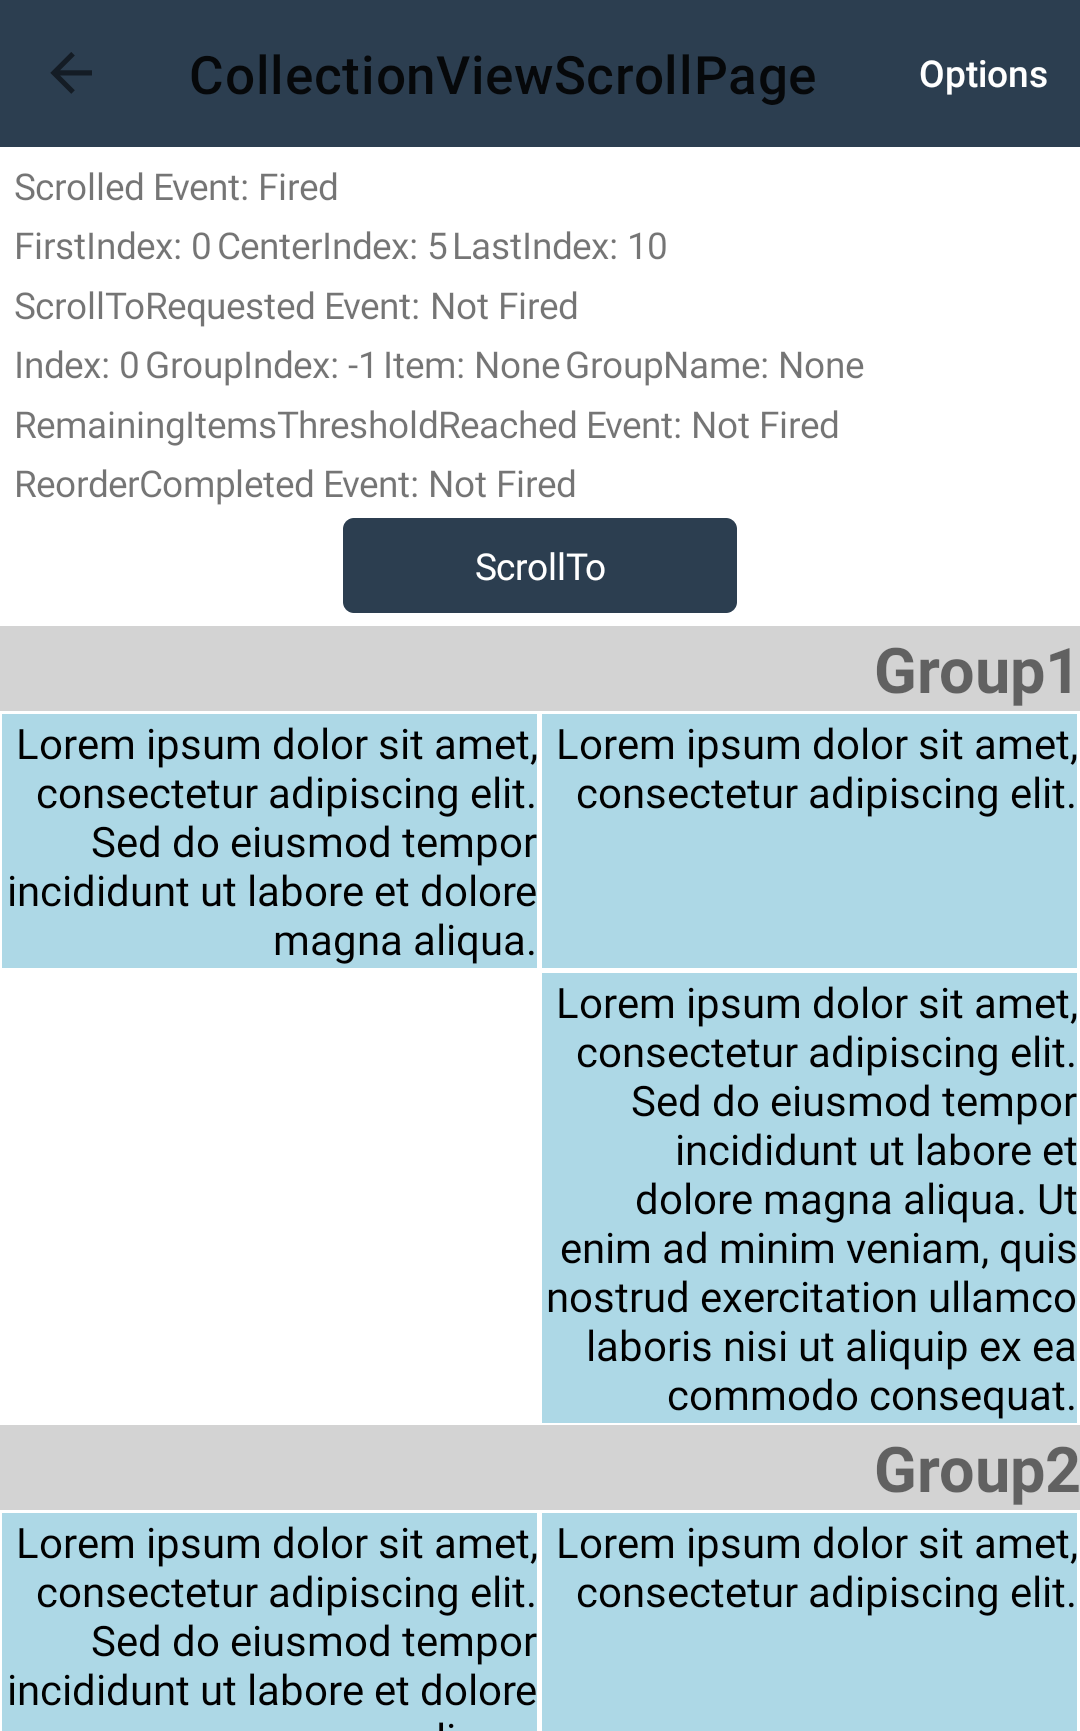 CollectionViewScrollPage
Options
Scrolled Event: Fired
FirstIndex: 0 CenterIndex: 5 LastIndex: 10
ScrollToRequested Event: Not Fired
Index: 0 GroupIndex: -1 Item: None GroupName: None
RemainingItemsThresholdReached Event: Not Fired
ReorderCompleted Event: Not Fired
ScrollTo
Group1
Lorem ipsum dolor sit amet,
consectetur adipiscing elit.
Lorem ipsum dolor sit amet,
consectetur adipiscing elit.
Sed do eiusmod tempor
incididunt ut labore et dolore
magna aliqua.
Lorem ipsum dolor sit amet,
consectetur adipiscing elit.
Sed do eiusmod tempor
incididunt ut labore et
dolore magna aliqua. Ut
enim ad minim veniam, quis
nostrud exercitation ullamco
laboris nisi ut aliquip ex ea
commodo consequat.
Group2
Lorem ipsum dolor sit amet,
consectetur adipiscing elit.
Lorem ipsum dolor sit amet,
consectetur adipiscing elit.
Sed do eiusmod tempor
incididunt ut labore et dolore